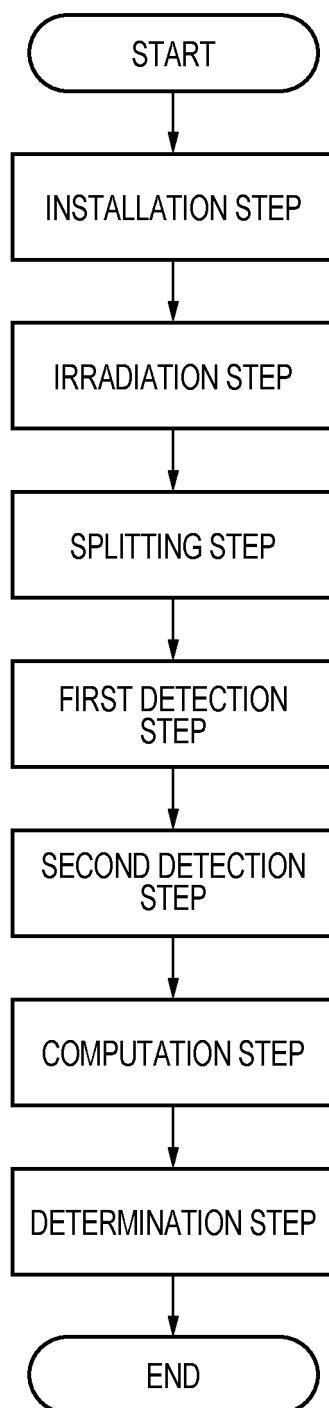 START
INSTALLATION STEP
IRRADIATION STEP
SPLITTING STEP
FIRST DETECTION
STEP
SECOND DETECTION
STEP
COMPUTATION STEP
DETERMINATION STEP
END